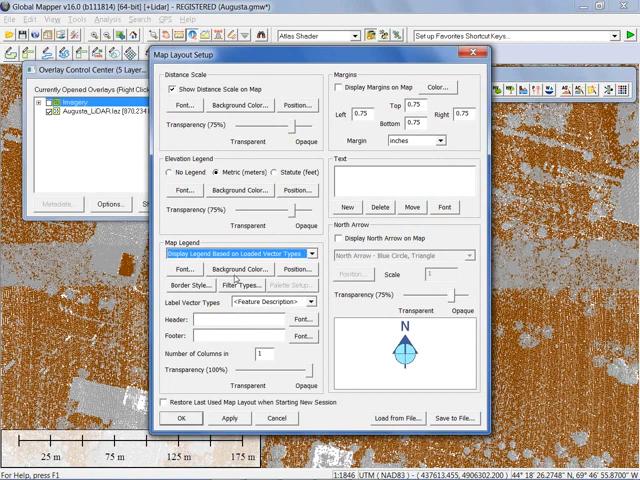 Global Mapper v16.0 (b111814) [64-bit] [+Lidar] - REGISTERED (Augusta.gmw*)
File Edit View Tools Analysis Search GPS Help
Atlas Shader
Set up Favorites Shortcut Keys...
Overlay Control Center (5 Layer...
Currently Opened Overlays (Right Click
Imagery
Augusta_LiDAR.laz [870,234
Metadata...
Options...
Map Layout Setup
Distance Scale
Show Distance Scale on Map
Font...
Background Color...
Position...
Transparency (75%)
Transparent
Opaque
Elevation Legend
No Legend
Metric (meters)
Statute (feet)
Font...
Background Color...
Position...
Transparency (75%)
Transparent
Opaque
Map Legend
Display Legend Based on Loaded Vector Types
Font...
Background Color...
Position...
Border Style...
Filter Types...
Palette Setup...
Label Vector Types
<Feature Description>
Header:
Font...
Footer:
Font...
Number of Columns in
1
Transparency (100%)
Transparent
Opaque
Margins
Display Margins on Map
Color...
Top
0.75
Left
0.75
Right
0.75
Bottom
0.75
Margin
inches
Text
New
Delete
Move
Font
North Arrow
Display North Arrow on Map
North Arrow - Blue Circle, Triangle
Position...
Scale
1
Transparency (75%)
Transparent
Opaque
N
Restore Last Used Map Layout when Starting New Session
OK
Apply
Cancel
Load from File...
Save to File...
25 m
75 m
125 m
175 m
For Help, press F1
1:1846
UTM (NAD83) - ( 437613.455, 4906302.200 )
44° 18' 26.2748" N, 69° 46' 55.8700"